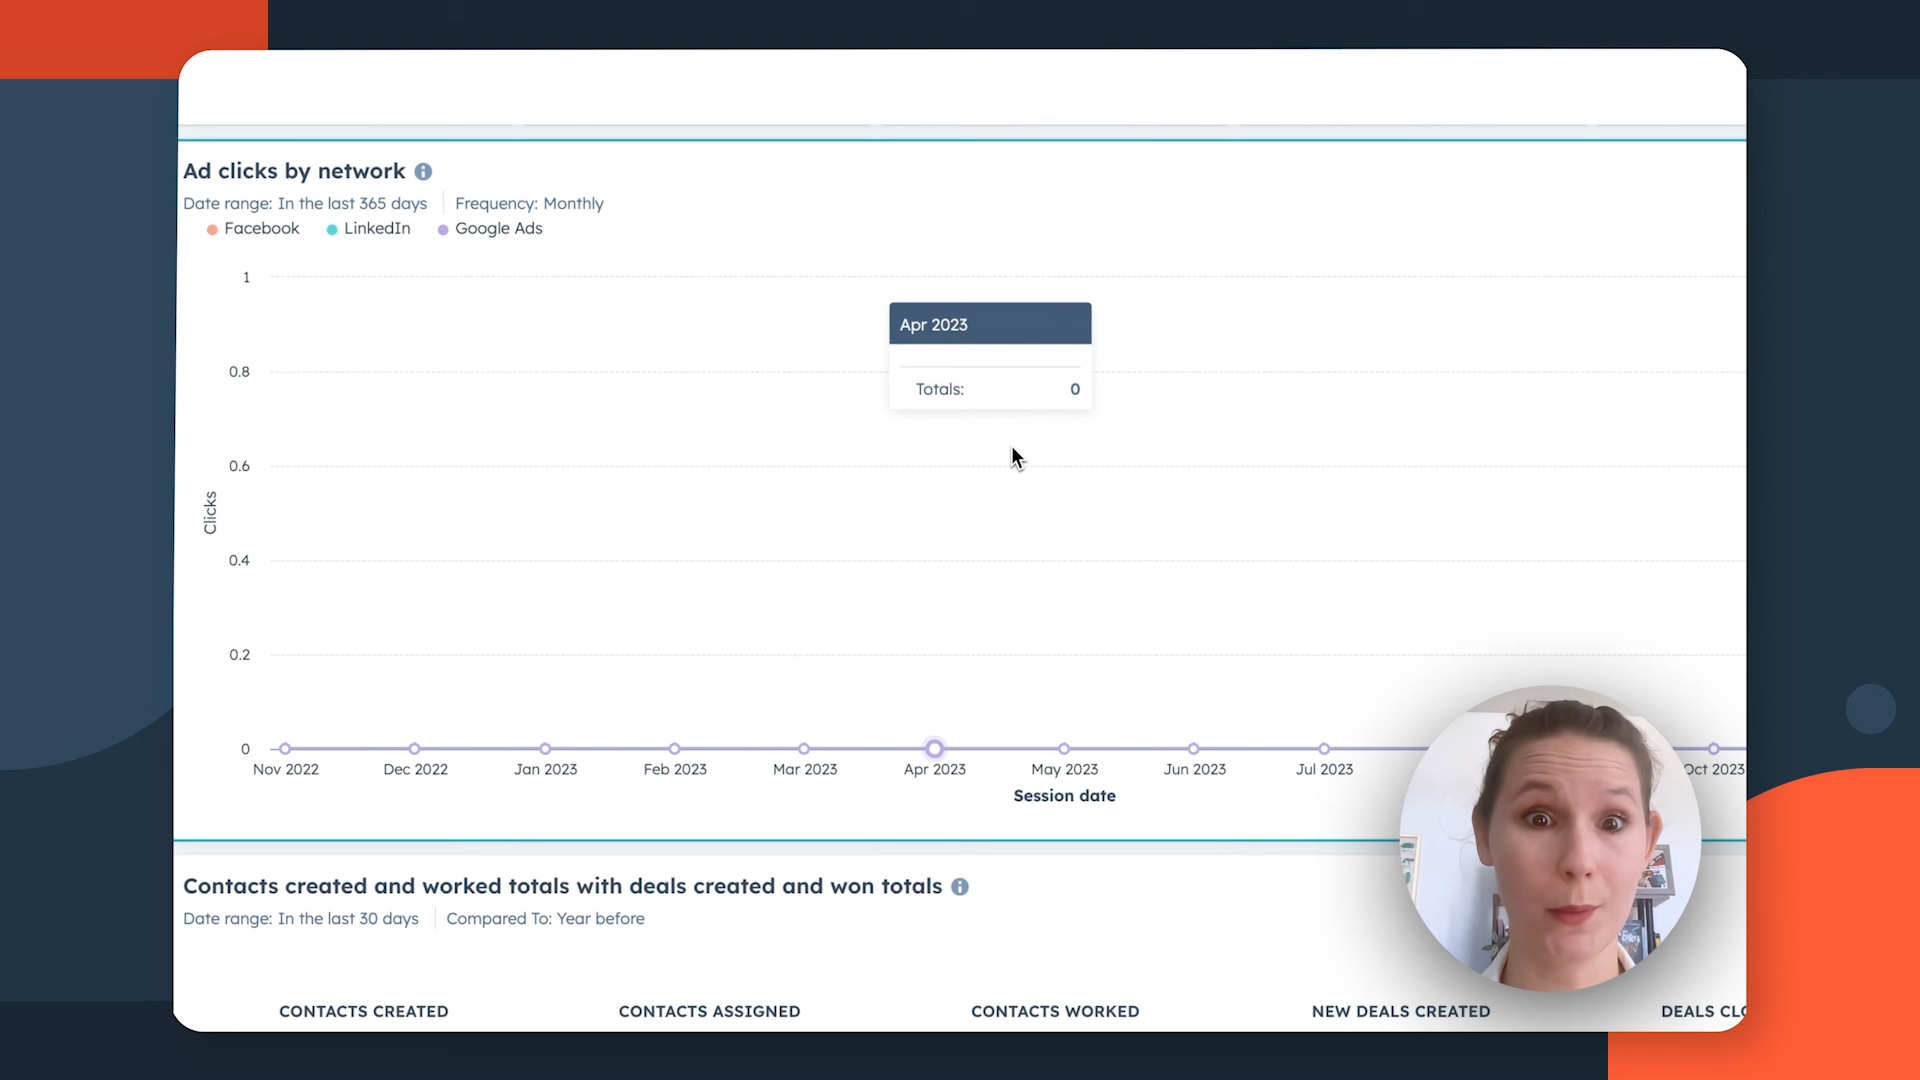 Ad clicks by network
Date range: In the last 365 days Frequency: Monthly
Facebook LinkedIn Google Ads
1
Apr 2023
0.8
Totals: 0
0.6
Clicks
0.4
0.2
0
Nov 2022 Dec 2022 Jan 2023 Feb 2023 Mar 2023 Apr 2023 May 2023 Jun 2023 Jul 2023 Oct 2023
Session date
Contacts created and worked totals with deals created and won totals
Date range: In the last 30 days Compared To: Year before
CONTACTS CREATED CONTACTS ASSIGNED CONTACTS WORKED NEW DEALS CREATED DEALS